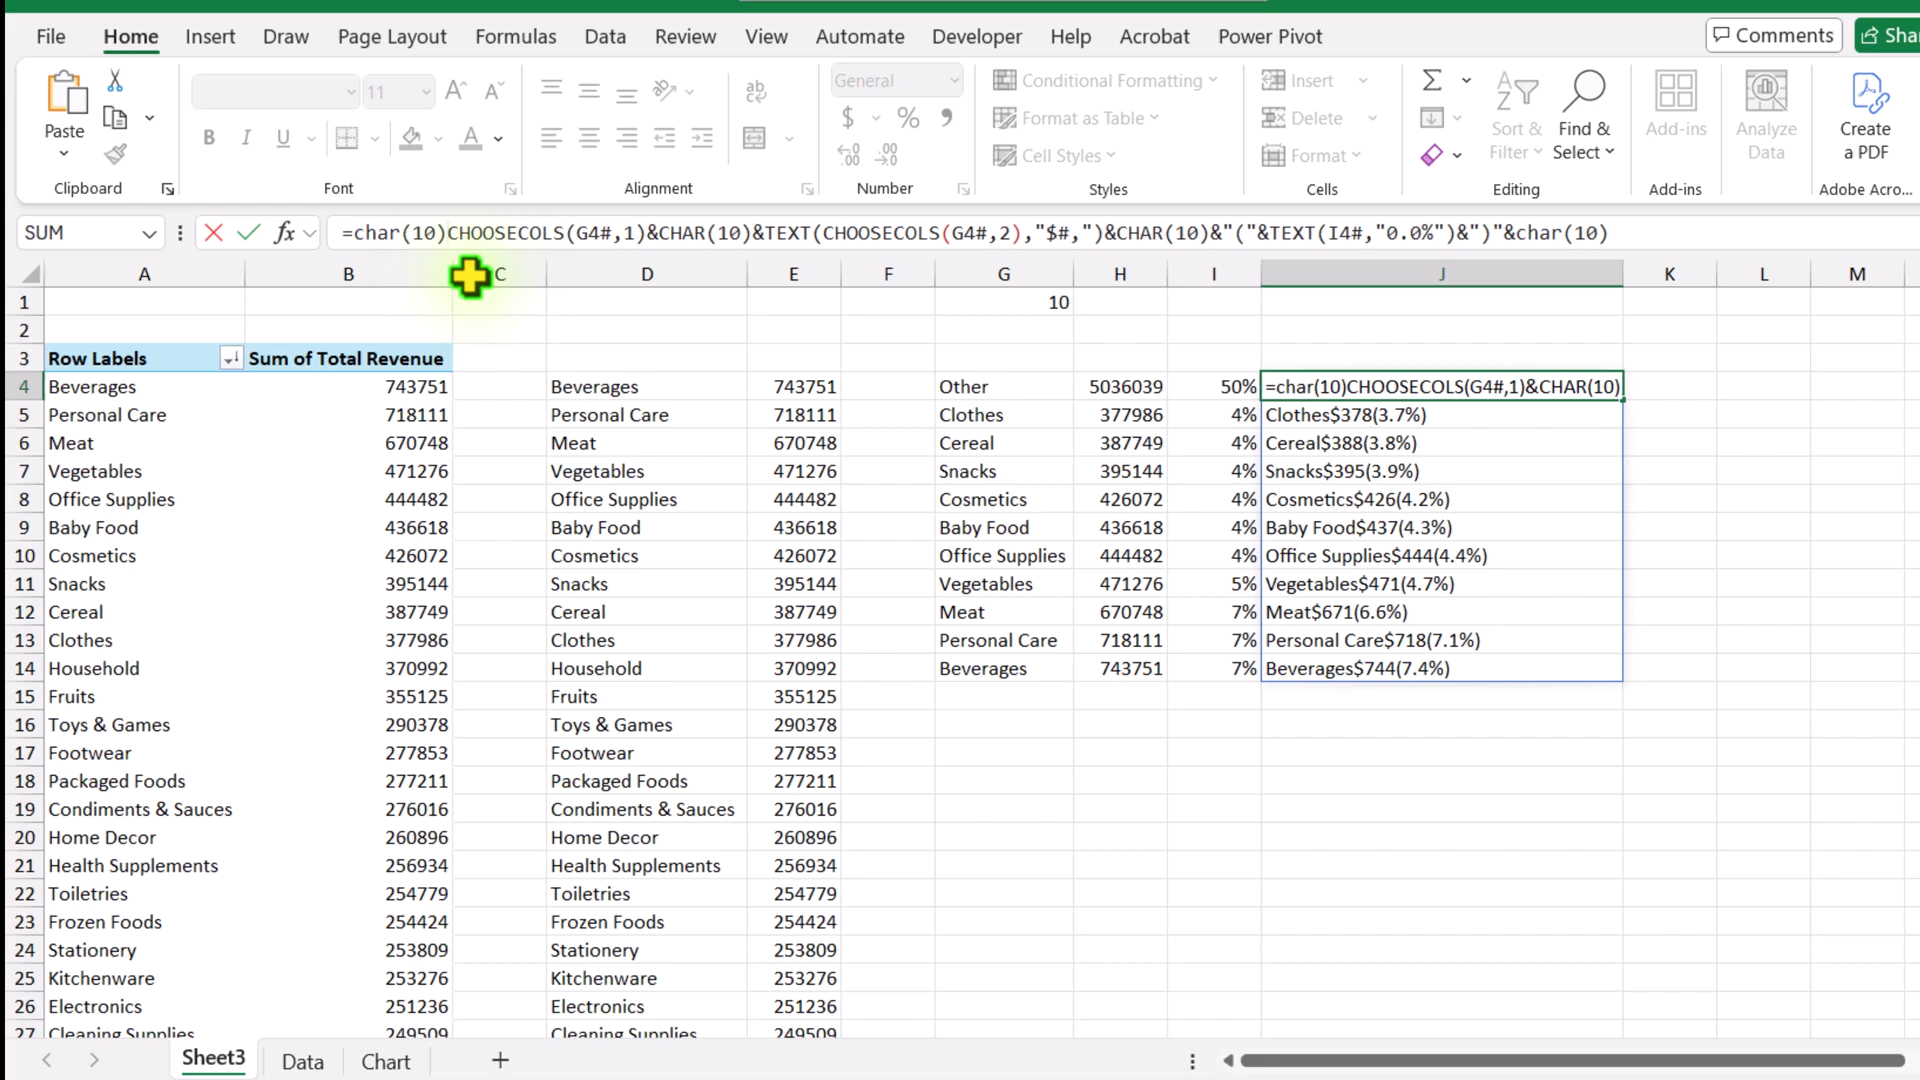 File Home Insert Draw Page Layout Formulas Data Review View Automate Developer Help Acrobat Power Pivot Comments Sha
Paste
General
11
Conditional Formatting
Format as Table
Cell Styles
Insert
Delete
Format
Sort &
Filter
Find &
Select
Add-ins
Analyze
Data
Create
a PDF
Clipboard Font Alignment Number Styles Cells Editing Add-ins Adobe Acro...
SUM =char(10)CHOOSECOLS(G4#,1)&CHAR(10)&TEXT(CHOOSECOLS(G4#,2),"$#,")&CHAR(10)&"("&TEXT(I4#,"0.0%")&")"&char(10)
A B C D E F G H I J K L M
1 10
2
3 Row Labels Sum of Total Revenue
4 Beverages 743751 Beverages 743751 Other 5036039 50% =char(10)CHOOSECOLS(G4#,1)&CHAR(10)
5 Personal Care 718111 Personal Care 718111 Clothes 377986 4% Clothes$378(3.7%)
6 Meat 670748 Meat 670748 Cereal 387749 4% Cereal$388(3.8%)
7 Vegetables 471276 Vegetables 471276 Snacks 395144 4% Snacks$395(3.9%)
8 Office Supplies 444482 Office Supplies 444482 Cosmetics 426072 4% Cosmetics$426(4.2%)
9 Baby Food 436618 Baby Food 436618 Baby Food 436618 4% Baby Food$437(4.3%)
10 Cosmetics 426072 Cosmetics 426072 Office Supplies 444482 4% Office Supplies$444(4.4%)
11 Snacks 395144 Snacks 395144 Vegetables 471276 5% Vegetables$471(4.7%)
12 Cereal 387749 Cereal 387749 Meat 670748 7% Meat$671(6.6%)
13 Clothes 377986 Clothes 377986 Personal Care 718111 7% Personal Care$718(7.1%)
14 Household 370992 Household 370992 Beverages 743751 7% Beverages$744(7.4%)
15 Fruits 355125 Fruits 355125
16 Toys & Games 290378 Toys & Games 290378
17 Footwear 277853 Footwear 277853
18 Packaged Foods 277211 Packaged Foods 277211
19 Condiments & Sauces 276016 Condiments & Sauces 276016
20 Home Decor 260896 Home Decor 260896
21 Health Supplements 256934 Health Supplements 256934
22 Toiletries 254779 Toiletries 254779
23 Frozen Foods 254424 Frozen Foods 254424
24 Stationery 253809 Stationery 253809
25 Kitchenware 253276 Kitchenware 253276
26 Electronics 251236 Electronics 251236
27 Cleaning Supplies 249509 Cleaning Supplies 249509
Sheet3 Data Chart